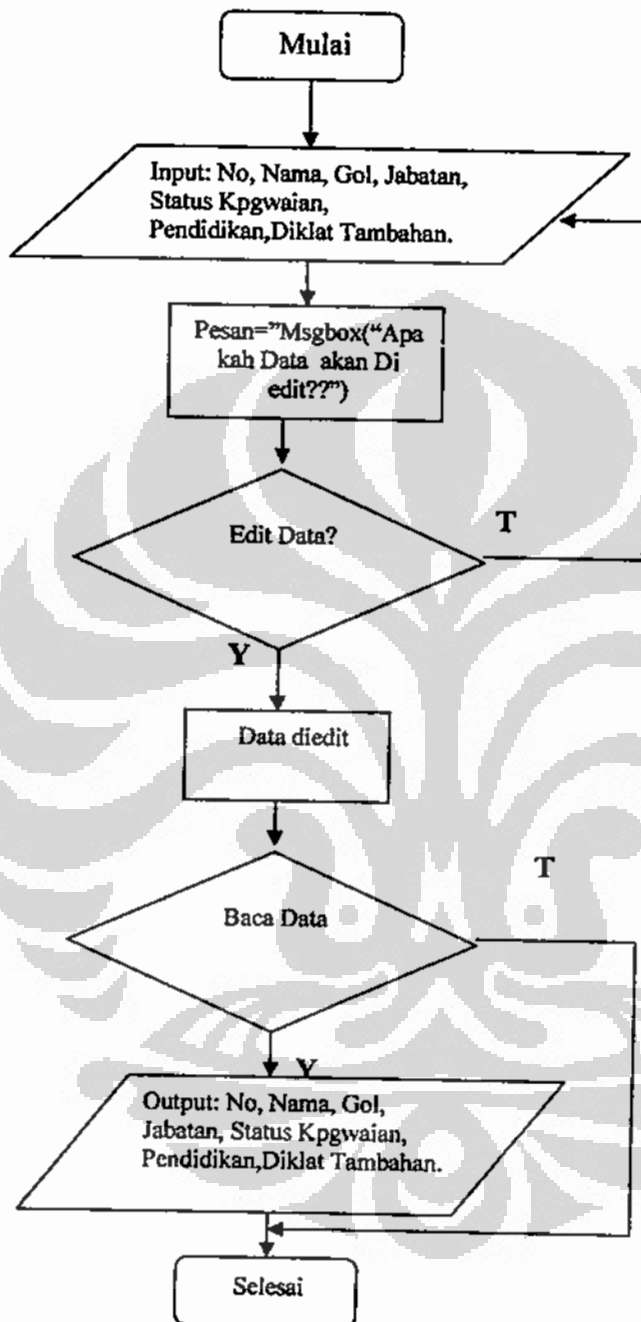 Mulai
Input: No, Nama, Gol, Jabatan,
Status Kpgwaian,
Pendidikan,Diklat Tambahan.
Pesan=”Msgbox(“Apa
kah Data akan Di
edit??”)
Edit Data?
T
Y
Data diedit
T
Baca Data
Y
Output: No, Nama, Gol,
Jabatan, Status Kpgwaian,
Pendidikan,Diklat Tambahan.
Selesai